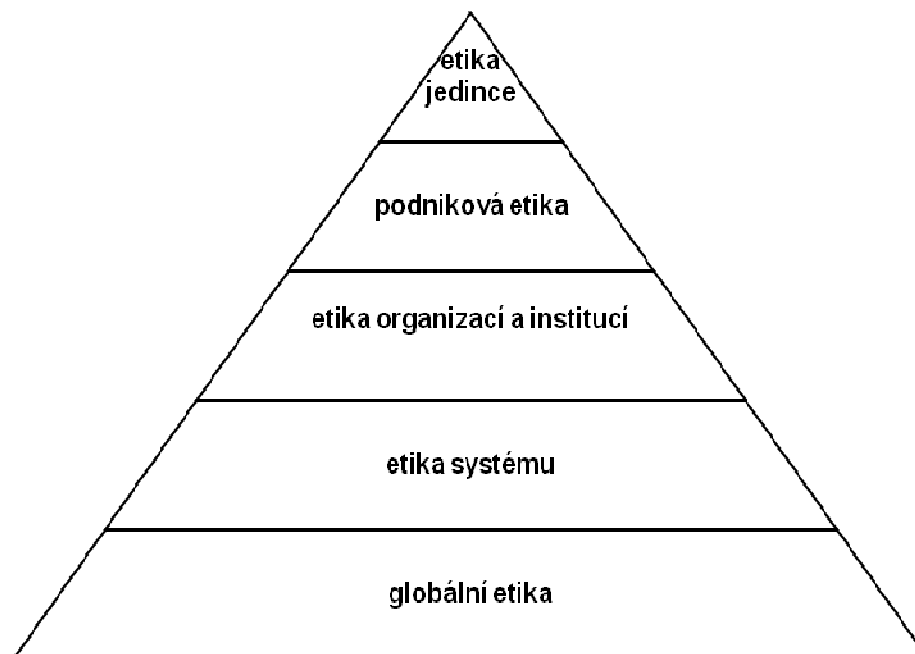 etika
jedince
podniková etika
etika organizací a institucí
etika systému
globální etika